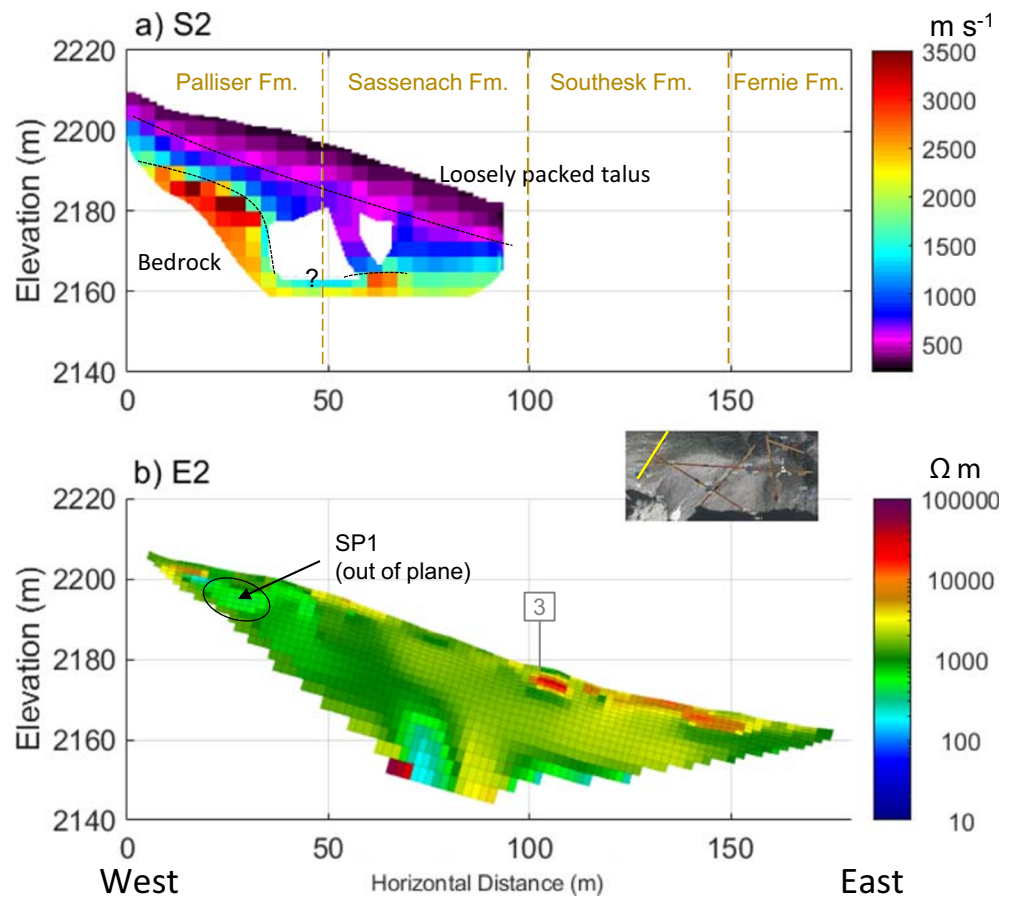 a) S2
m s⁻¹
2220
2200
2180
2160
2140
Elevation (m)
Palliser Fm.
Sassenach Fm.
Southesk Fm.
Fernie Fm.
Loosely packed talus
Bedrock
?
0
50
100
150
3500
3000
2500
2000
1500
1000
500
b) E2
Ω m
2220
2200
2180
2160
2140
Elevation (m)
SP1
(out of plane)
3
0
50
100
150
100000
10000
1000
100
10
West
Horizontal Distance (m)
East